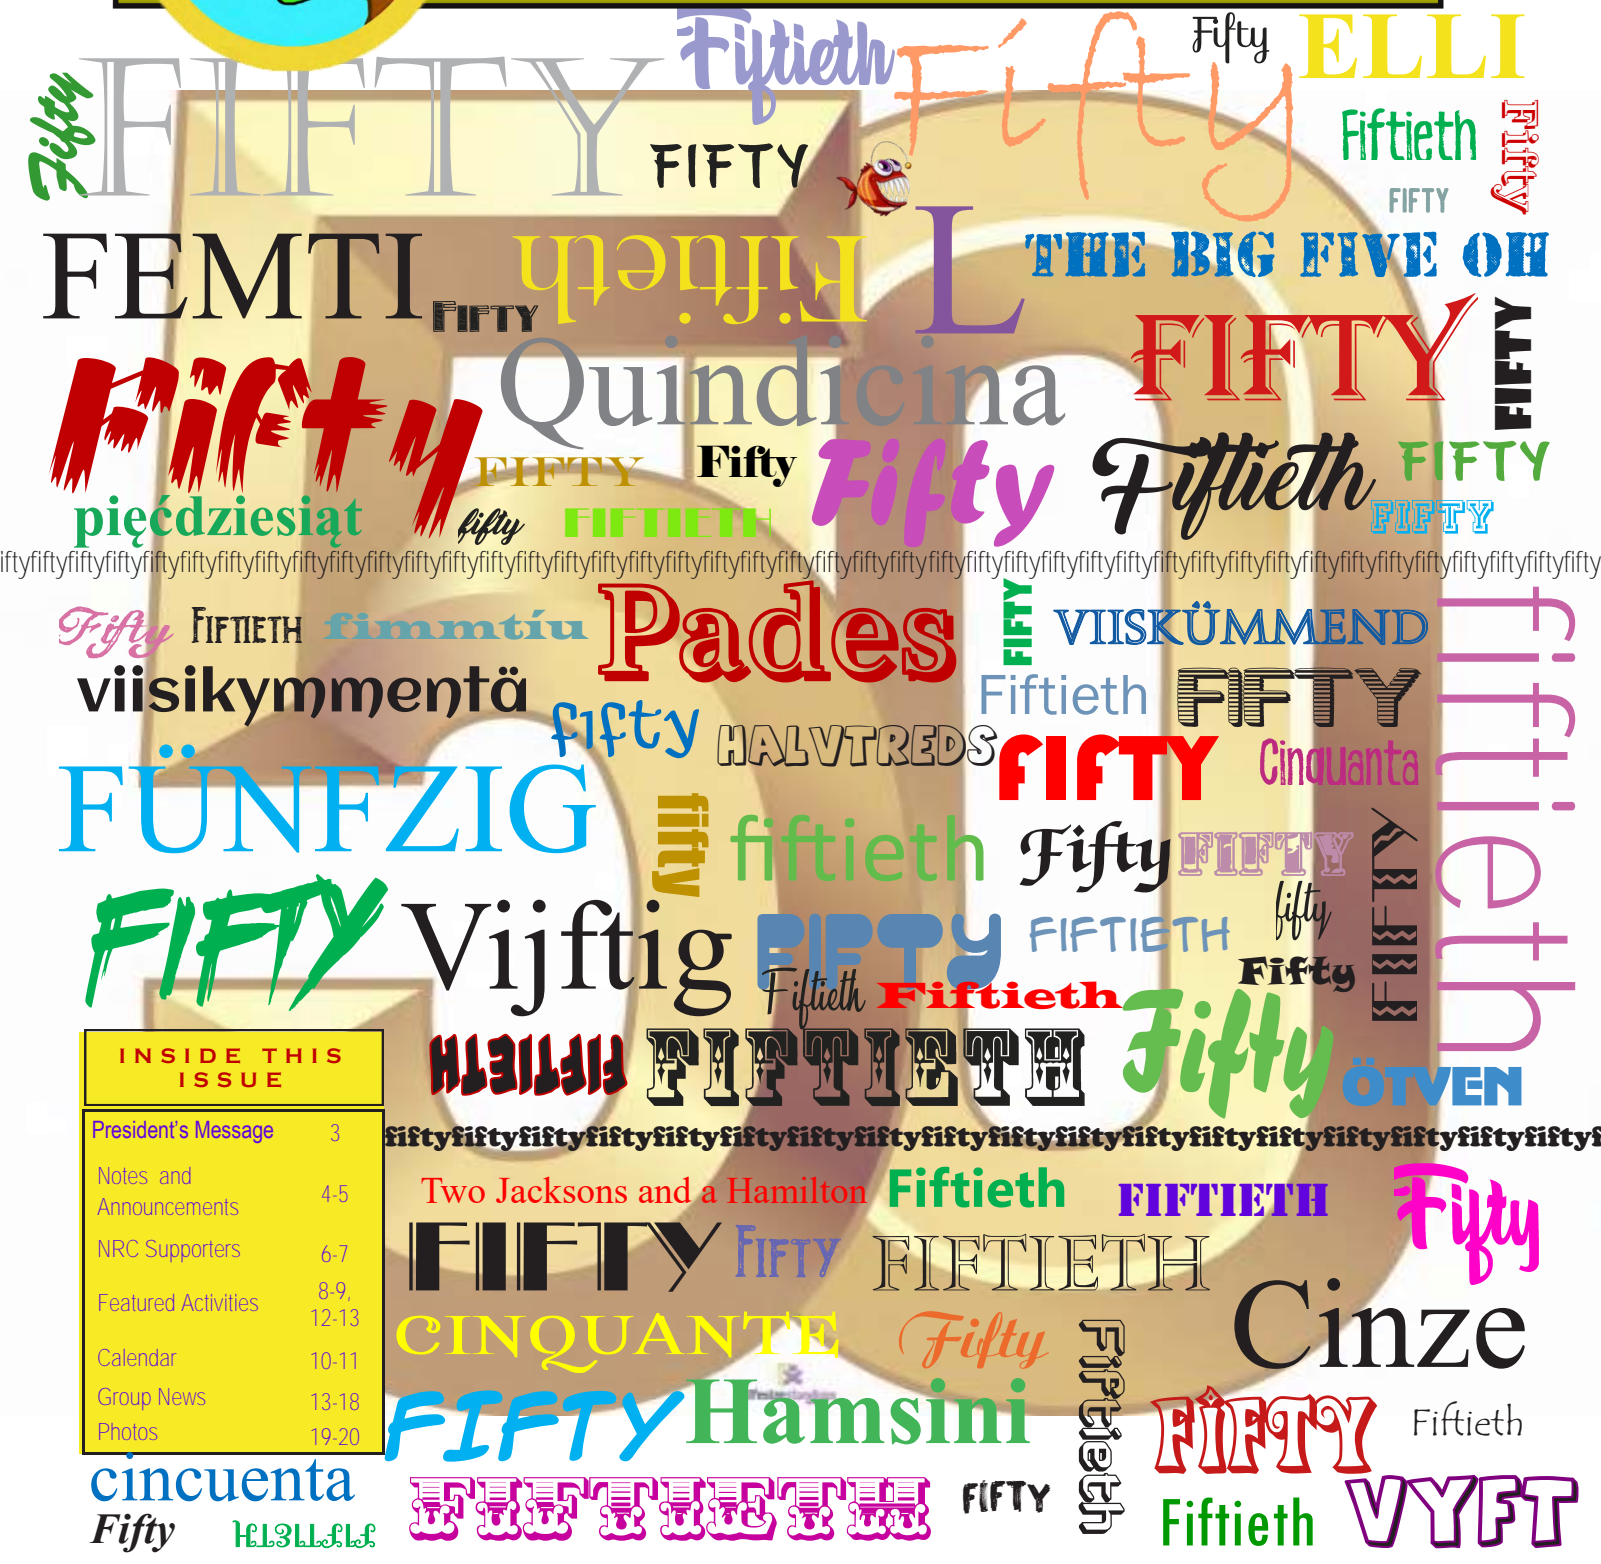 Fiftieth
Fifty
Fifty
ELLI
FIFTY
Fifty
FIFTY
Fiftieth
Fifty
FIFTY
FEMTI
Fiftieth
L
THE BIG FIVE OH
FIFTY
FIFTY
FIFTY
Quindicina
Fifty
FIFTY
Fifty
Fifty
Fiftieth
FIFTY
pięćdziesiąt
fifty
FIFTIETH
FIFTY
iftyfiftyfiftyfiftyfiftyfiftyfiftyfiftyfiftyfiftyfiftyfiftyfiftyfiftyfiftyfiftyfiftyfiftyfiftyfiftyfiftyfiftyfiftyfiftyfiftyfiftyfiftyfiftyfiftyfiftyfiftyfiftyfiftyfiftyfiftyfiftyfiftyfiftyfiftyfiftyfiftyfiftyfifty
Fifty
FIFTIETH
fimmtíu
Pades
FIFTY
VIISKÜMMEND
fiftieth
viisikymmentä
Fiftieth
FIFTY
fifty
HALVTREDS
FIFTY
Cinquanta
FÜNFZIG
fifty
fiftieth
Fifty
FIFTY
FIFTY
FIFTY
Vijftig
FIFTY
FIFTIETH
fifty
Fifty
Fiftieth
Fiftieth
Fifty
FIFTIETH
FIFTIETH
ÖTVEN
INSIDE THIS
ISSUE
President's Message 3
fiftyfiftyfiftyfiftyfiftyfiftyfiftyfiftyfiftyfiftyfiftyfiftyfiftyfiftyfiftyfiftyfiftyfiftyf
Notes and
Announcements 4-5
NRC Supporters 6-7
Featured Activities 8-9,
12-13
Calendar 10-11
Group News 13-18
Photos 19-20
Two Jacksons and a Hamilton
Fiftieth
FIFTIETH
Fifty
FIFTY
FIFTY
FIFTIETH
Cinze
CINQUANTE
Fifty
Fiftieth
FIFTY
Hamsini
FIFTY
Fiftieth
cincuenta
FIFTIETH
FIFTY
Fiftieth
VYFT
Fifty
FIFTIETH
50